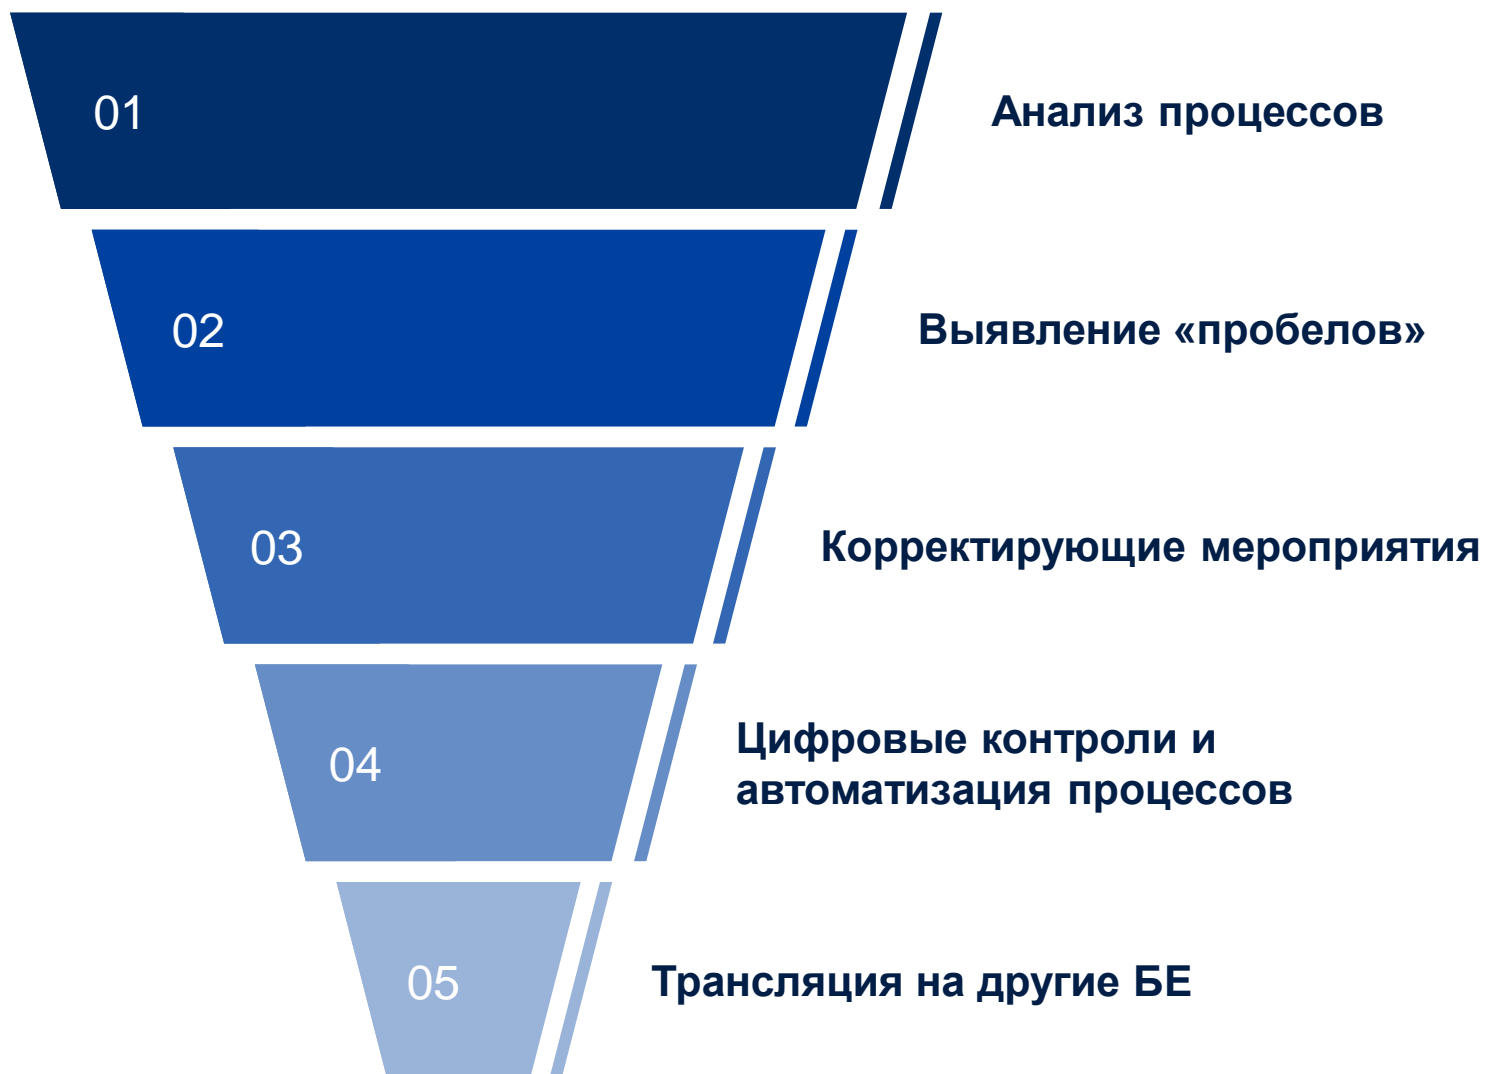 01
Анализ процессов
02
Выявление «пробелов»
03
Корректирующие мероприятия
04
Цифровые контроли и
автоматизация процессов
05
Трансляция на другие БЕ